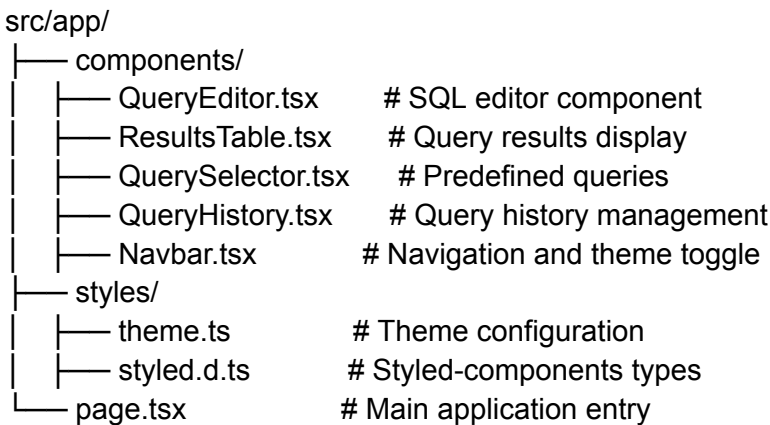 src/app/
├── components/
│   ├── QueryEditor.tsx # SQL editor component
│   ├── ResultsTable.tsx # Query results display
│   ├── QuerySelector.tsx # Predefined queries
│   ├── QueryHistory.tsx # Query history management
│   ├── Navbar.tsx # Navigation and theme toggle
├── styles/
│   ├── theme.ts # Theme configuration
│   ├── styled.d.ts # Styled-components types
└── page.tsx # Main application entry